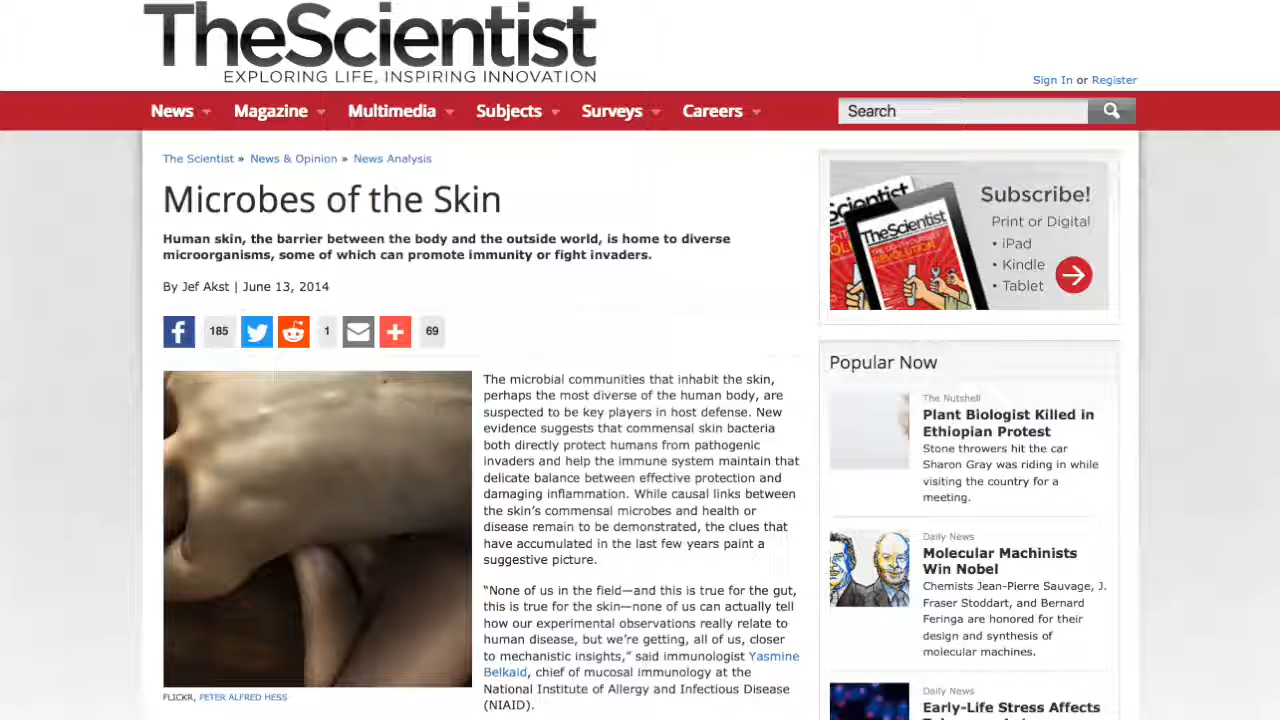 TheScientist
EXPLORING LIFE, INSPIRING INNOVATION
Sign In or Register
News Magazine Multimedia Subjects Surveys Careers Search
The Scientist » News & Opinion » News Analysis
Microbes of the Skin
Human skin, the barrier between the body and the outside world, is home to diverse
microorganisms, some of which can promote immunity or fight invaders.
By Jef Akst | June 13, 2014
185 1 69
The microbial communities that inhabit the skin,
perhaps the most diverse of the human body, are
suspected to be key players in host defense. New
evidence suggests that commensal skin bacteria
both directly protect humans from pathogenic
invaders and help the immune system maintain that
delicate balance between effective protection and
damaging inflammation. While causal links between
the skin's commensal microbes and health or
disease remain to be demonstrated, the clues that
have accumulated in the last few years paint a
suggestive picture.
"None of us in the field—and this is true for the gut,
this is true for the skin—none of us can actually tell
how our experimental observations really relate to
human disease, but we're getting, all of us, closer
to mechanistic insights," said immunologist Yasmine
Belkaid, chief of mucosal immunology at the
National Institute of Allergy and Infectious Disease
(NIAID).
FLICKR, PETER ALFRED HESS
TheScientist
Subscribe!
Print or Digital
• iPad
• Kindle
• Tablet
Popular Now
The Nutshell
Plant Biologist Killed in
Ethiopian Protest
Stone throwers hit the car
Sharon Gray was riding in while
visiting the country for a
meeting.
Daily News
Molecular Machinists
Win Nobel
Chemists Jean-Pierre Sauvage, J.
Fraser Stoddart, and Bernard
Feringa are honored for their
design and synthesis of
molecular machines.
Daily News
Early-Life Stress Affects